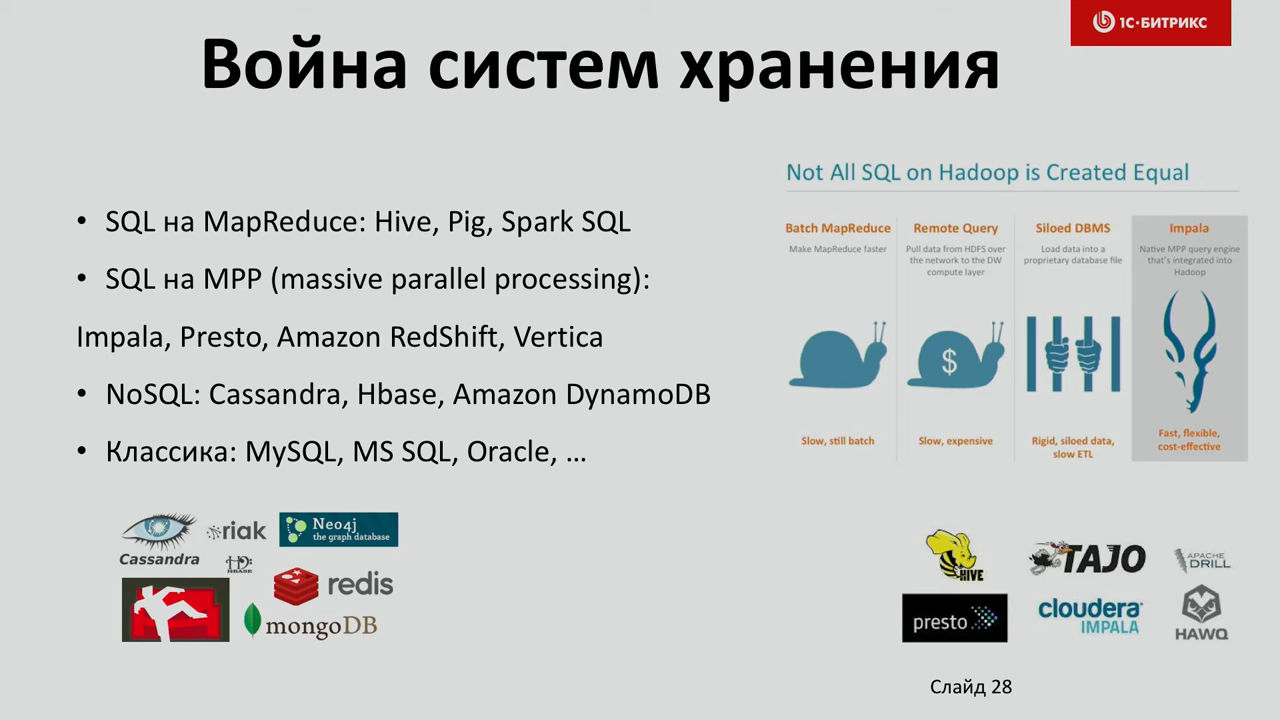 1С-БИТРИКС
Война систем хранения
• SQL на MapReduce: Hive, Pig, Spark SQL
• SQL на MPP (massive parallel processing):
Impala, Presto, Amazon RedShift, Vertica
• NoSQL: Cassandra, Hbase, Amazon DynamoDB
• Классика: MySQL, MS SQL, Oracle, …
Not All SQL on Hadoop is Created Equal
Batch MapReduce
Make MapReduce faster
Slow, still batch
Remote Query
Pull data from HDFS over
the network to the DW
compute layer
$
Slow, expensive
Siloed DBMS
Load data into a
proprietary database file
Rigid, siloed data,
slow ETL
Impala
Native MPP query engine
that's integrated into
Hadoop
Fast, flexible,
cost-effective
Cassandra
riak
Neo4j
the graph database
HBASE
redis
mongoDB
HIVE
TAJO
APACHE
DRILL
presto
cloudera
IMPALA
HAWQ
Слайд 28